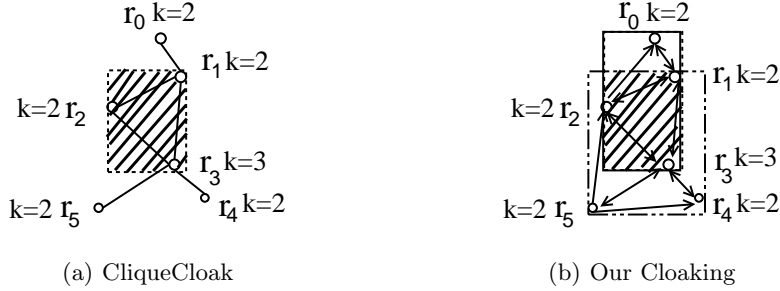 r0 k=2 r0 k=2
r1 k=2 r1 k=2
k=2 r2 k=2 r2
r3 k=3 r3 k=3
k=2 r5 r4 k=2 k=2 r5 r4 k=2
(a) CliqueCloak (b) Our Cloaking